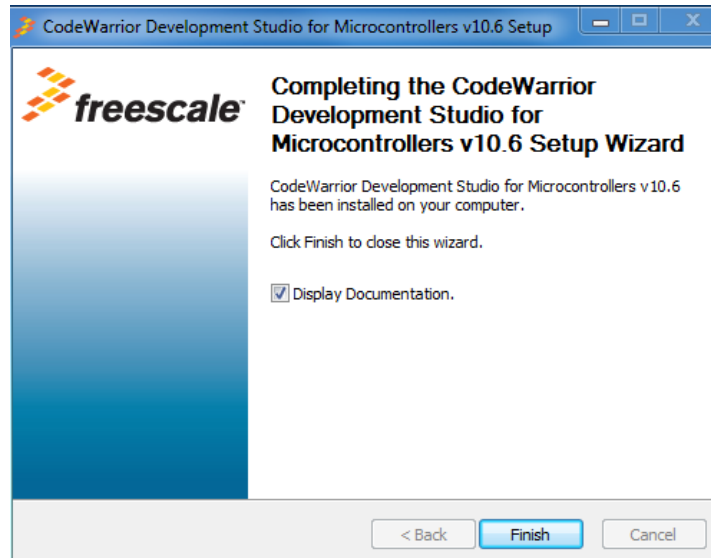 CodeWarrior Development Studio for Microcontrollers v10.6 Setup
freescale
Completing the CodeWarrior
Development Studio for
Microcontrollers v10.6 Setup Wizard
CodeWarrior Development Studio for Microcontrollers v10.6
has been installed on your computer.
Click Finish to close this wizard.
Display Documentation.
< Back
Finish
Cancel